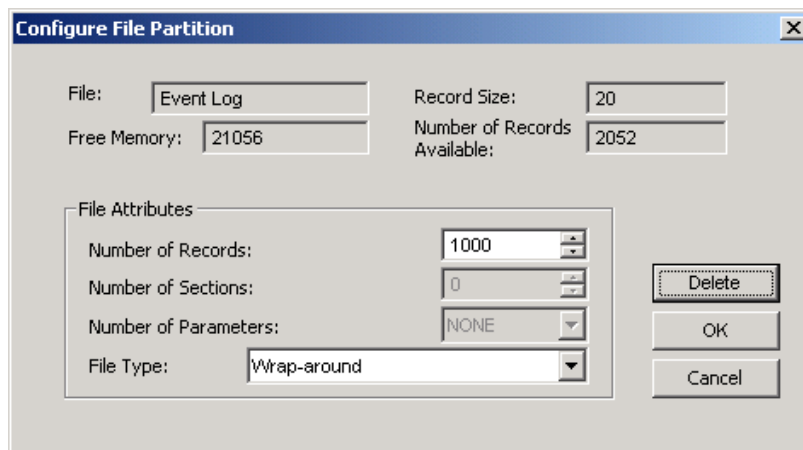 Configure File Partition
File: Event Log
Record Size: 20
Free Memory: 21056
Number of Records
Available: 2052
File Attributes
Number of Records: 1000
Number of Sections: 0
Number of Parameters: NONE
File Type: Wrap-around
Delete
OK
Cancel